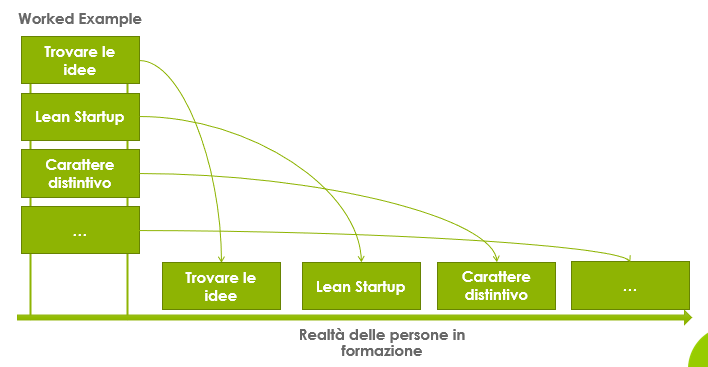 Worked Example
Trovare le
idee
Lean Startup
Carattere
distintivo
...
Trovare le
idee
Lean Startup
Carattere
distintivo
...
Realtà delle persone in
formazione